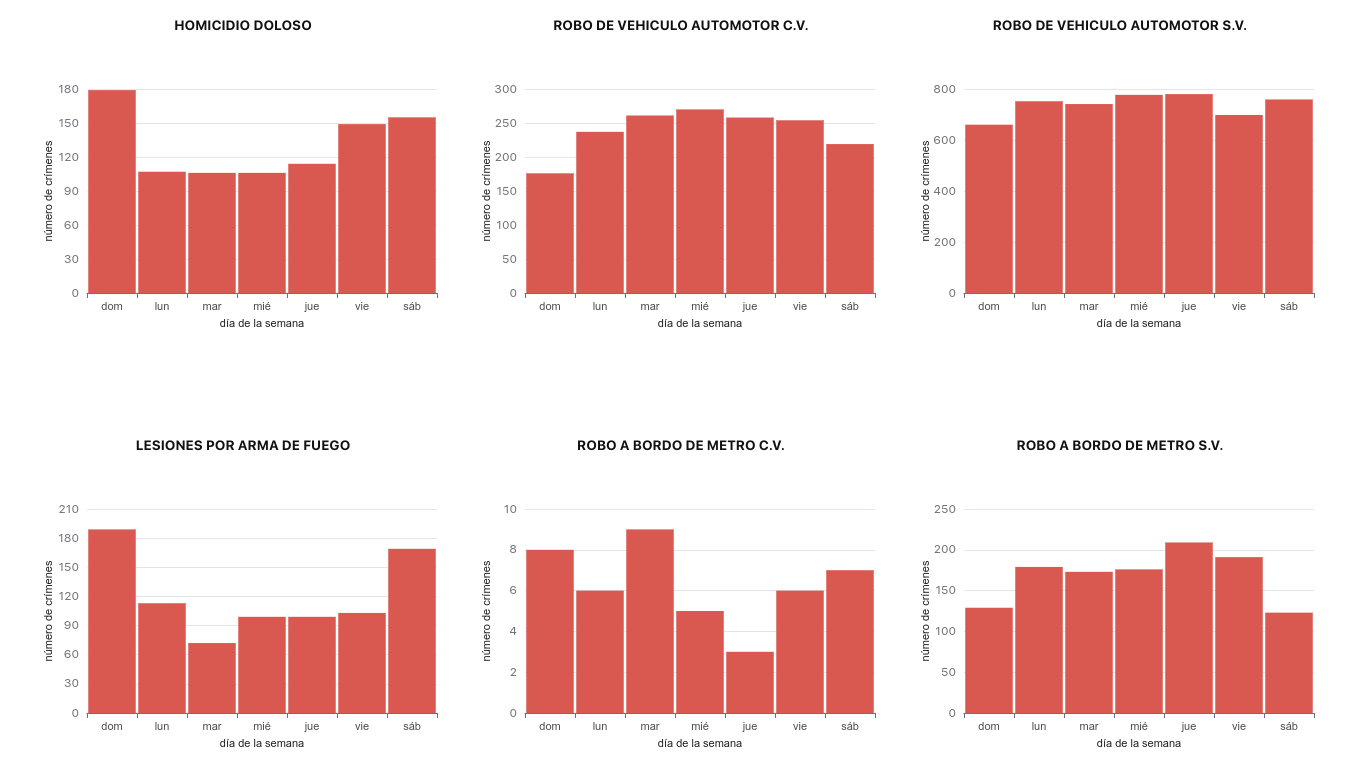 HOMICIDIO DOLOSO
180
150
120
90
60
30
0
número de crímenes
dom lun mar mié jue vie sáb
día de la semana
ROBO DE VEHICULO AUTOMOTOR C.V.
300
250
200
150
100
50
0
número de crímenes
dom lun mar mié jue vie sáb
día de la semana
ROBO DE VEHICULO AUTOMOTOR S.V.
800
600
400
200
0
número de crímenes
dom lun mar mié jue vie sáb
día de la semana
LESIONES POR ARMA DE FUEGO
210
180
150
120
90
60
30
0
número de crímenes
dom lun mar mié jue vie sáb
día de la semana
ROBO A BORDO DE METRO C.V.
10
8
6
4
2
0
número de crímenes
dom lun mar mié jue vie sáb
día de la semana
ROBO A BORDO DE METRO S.V.
250
200
150
100
50
0
número de crímenes
dom lun mar mié jue vie sáb
día de la semana